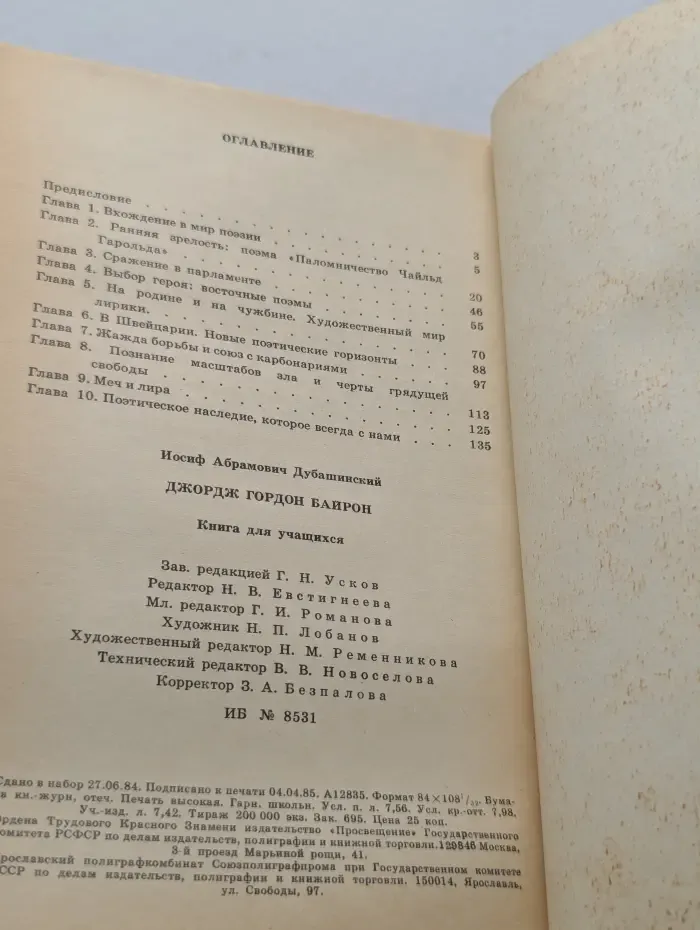 ОГЛАВЛЕНИЕ
Предисловие . . . . . . . . . . . . . . 3
Глава 1. Вхождение в мир поэзии . . . . . . . 5
Глава 2. Ранняя зрелость: поэма «Паломничество Чайльд
Гарольда» . . . . . . . . . . . . 20
Глава 3. Сражение в парламенте . . . . . . . 46
Глава 4. Выбор героя: восточные поэмы . . . . . 55
Глава 5. На родине и на чужбине. Художественный мир
лирики. . . . . . . . . . . . . 70
Глава 6. В Швейцарии. Новые поэтические горизонты . . 88
Глава 7. Жажда борьбы и союз с карбонариями . . . . 97
Глава 8. Познание масштабов зла и черты грядущей
свободы . . . . . . . . . . . . 113
Глава 9. Меч и лира . . . . . . . . . . . 125
Глава 10. Поэтическое наследие, которое всегда с нами . . . 135
Иосиф Абрамович Дубашинский
ДЖОРДЖ ГОРДОН БАЙРОН
Книга для учащихся
Зав. редакцией Г. Н. Усков
Редактор Н. В. Евстигнеева
Мл. редактор Г. И. Романова
Художник Н. П. Лобанов
Художественный редактор Н. М. Ременникова
Технический редактор В. В. Новоселова
Корректор З. А. Безпалова
ИБ № 8531
Сдано в набор 27.06.84. Подписано к печати 04.04.85. А12835. Формат 84×108 1/32. Бума-
кн.-журн, отеч. Печать высокая. Гарн. школьн. Усл. п. л. 7,56. Усл. кр.-отт. 7,98.
Уч.-изд. л. 7,42. Тираж 200 000 экз. Зак. 695. Цена 25 коп.
Ордена Трудового Красного Знамени издательство «Просвещение» Государственного
комитета РСФСР по делам издательств, полиграфии и книжной торговли. 129846 Москва,
3-й проезд Марьиной рощи, 41.
рославский полиграфкомбинат Союзполиграфпрома при Государственном комитете
ССР по делам издательств, полиграфии и книжной торговли. 150014, Ярославль,
ул. Свободы, 97.